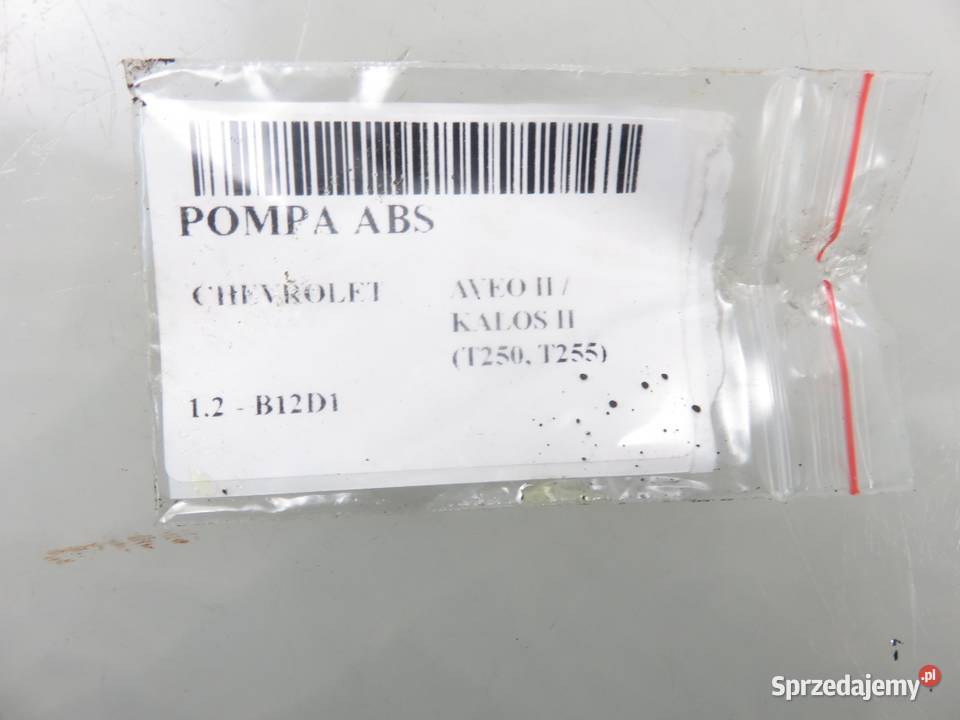 POMPA ABS
CHEVROLET AVEO II /
KALOS II
(T250, T255)
1.2 - B12D1
Sprzedajemy.pl